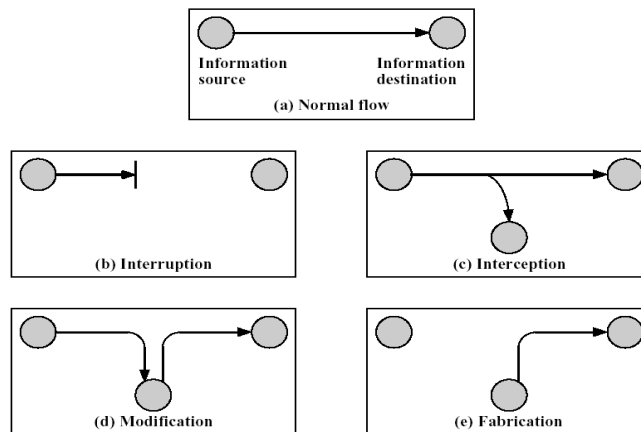 Information
source
Information
destination
(a) Normal flow
(b) Interruption
(c) Interception
(d) Modification
(e) Fabrication